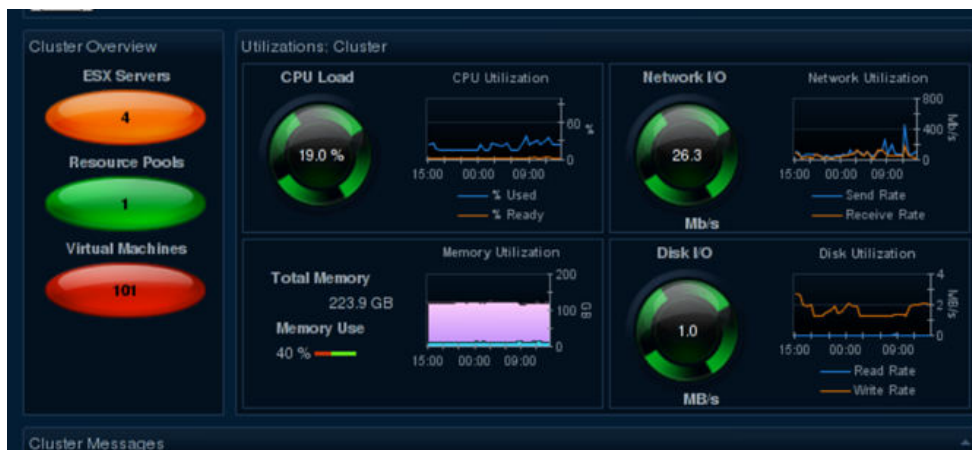 Cluster Overview
ESX Servers
4
Resource Pools
1
Virtual Machines
101
Utilizations: Cluster
CPU Load
19.0 %
CPU Utilization
60
%
0
15:00 00:00 09:00
% Used
% Ready
Network I/O
26.3
Mb/s
Network Utilization
800
400
0
Mb/s
15:00 00:00 09:00
Send Rate
Receive Rate
Total Memory
223.9 GB
Memory Use
40 %
Memory Utilization
200
100
0
GB
15:00 00:00 09:00
Disk I/O
1.0
MB/s
Disk Utilization
4
2
0
MB/s
15:00 00:00 09:00
Read Rate
Write Rate
Cluster Messages